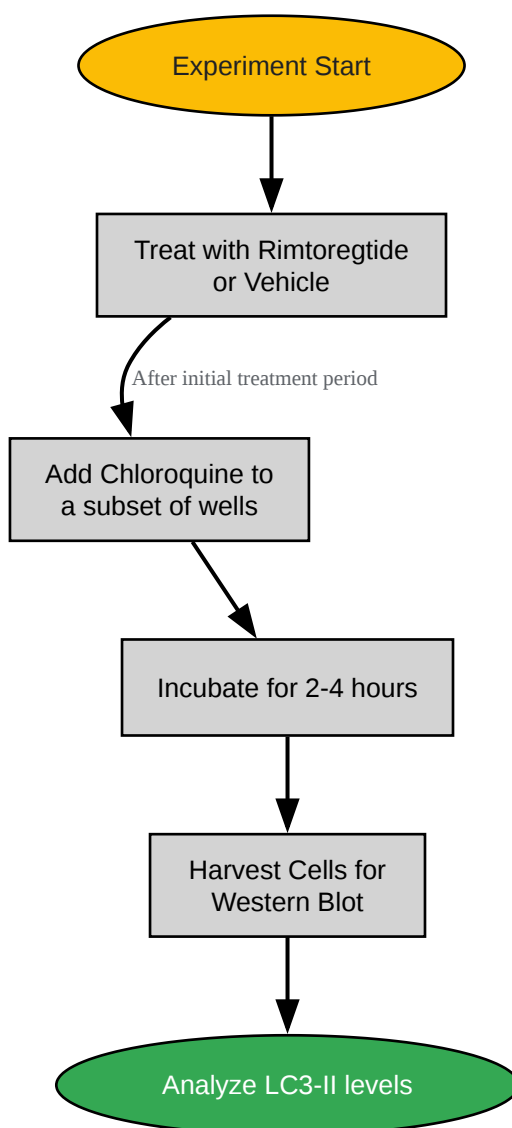 Experiment Start
Treat with Rimtoregtide
or Vehicle
After initial treatment period
Add Chloroquine to
a subset of wells
Incubate for 2-4 hours
Harvest Cells for
Western Blot
Analyze LC3-II levels